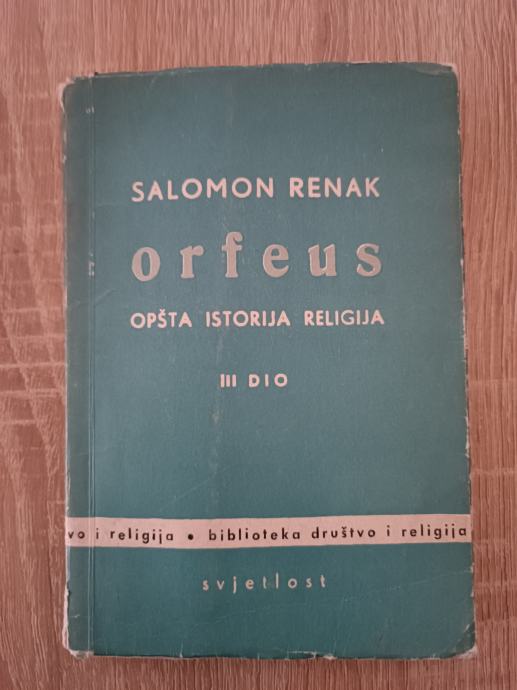 SALOMON RENAK
orfeus
OPŠTA ISTORIJA RELIGIJA
III DIO
vo i religija • biblioteka društvo i religija
svjetlost